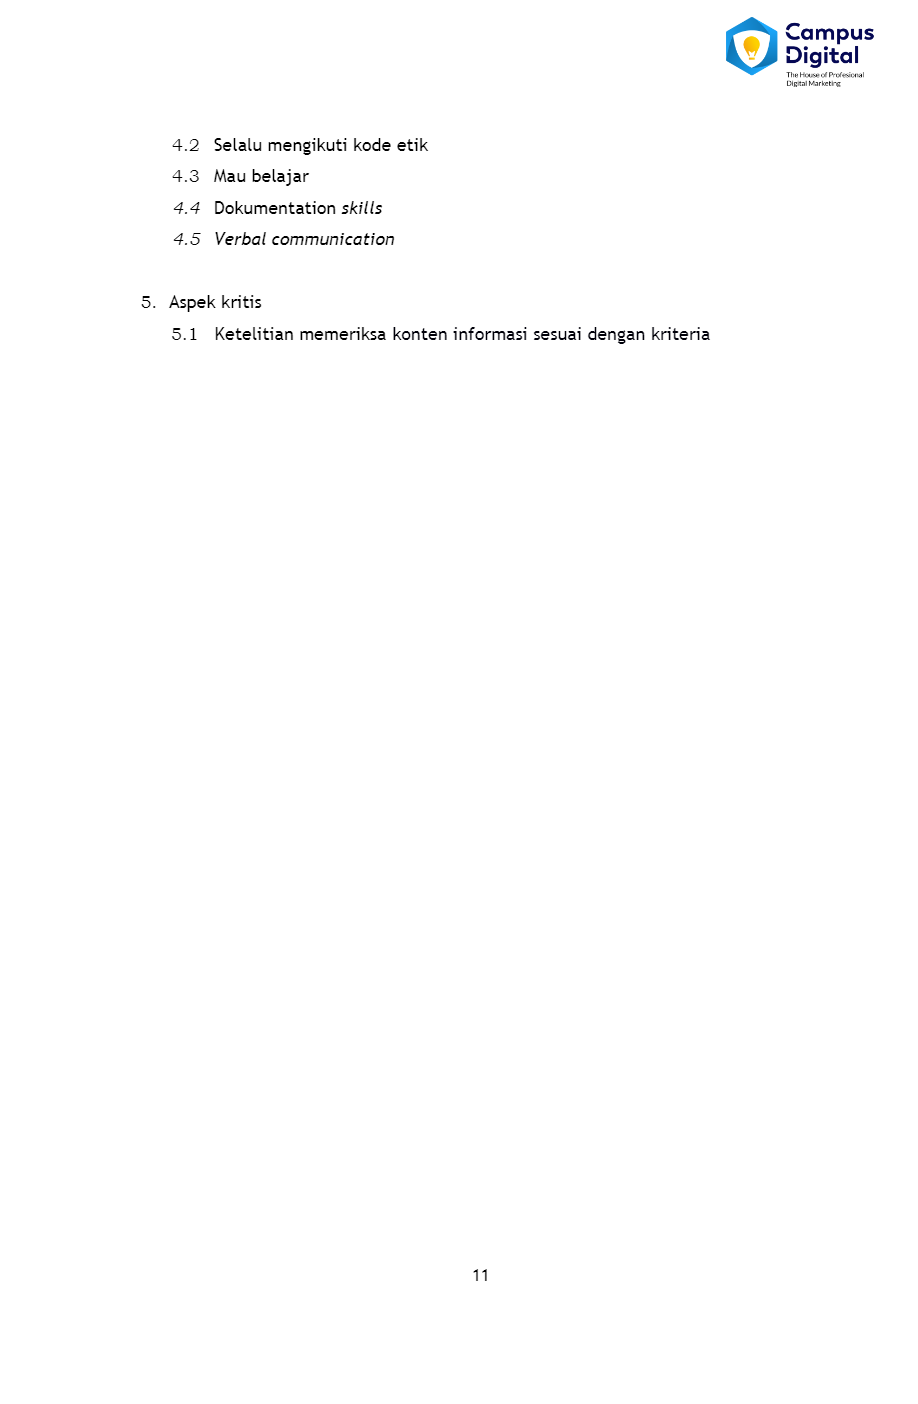 Campus
Digital
The House of Profesional
Digital Marketing
4.2 Selalu mengikuti kode etik
4.3 Mau belajar
4.4 Dokumentation skills
4.5 Verbal communication
5. Aspek kritis
5.1 Ketelitian memeriksa konten informasi sesuai dengan kriteria
11